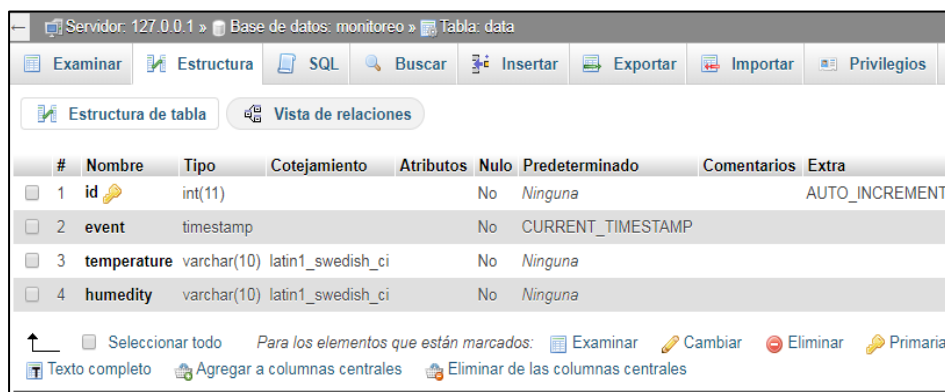 Servidor: 127.0.0.1 » Base de datos: monitoreo » Tabla: data
Examinar Estructura SQL Buscar Insertar Exportar Importar Privilegios
Estructura de tabla Vista de relaciones
# Nombre Tipo Cotejamiento Atributos Nulo Predeterminado Comentarios Extra
1 id int(11) No Ninguna AUTO_INCREMENT
2 event timestamp No CURRENT_TIMESTAMP
3 temperature varchar(10) latin1_swedish_ci No Ninguna
4 humedity varchar(10) latin1_swedish_ci No Ninguna
Seleccionar todo Para los elementos que están marcados: Examinar Cambiar Eliminar Primaria
Texto completo Agregar a columnas centrales Eliminar de las columnas centrales